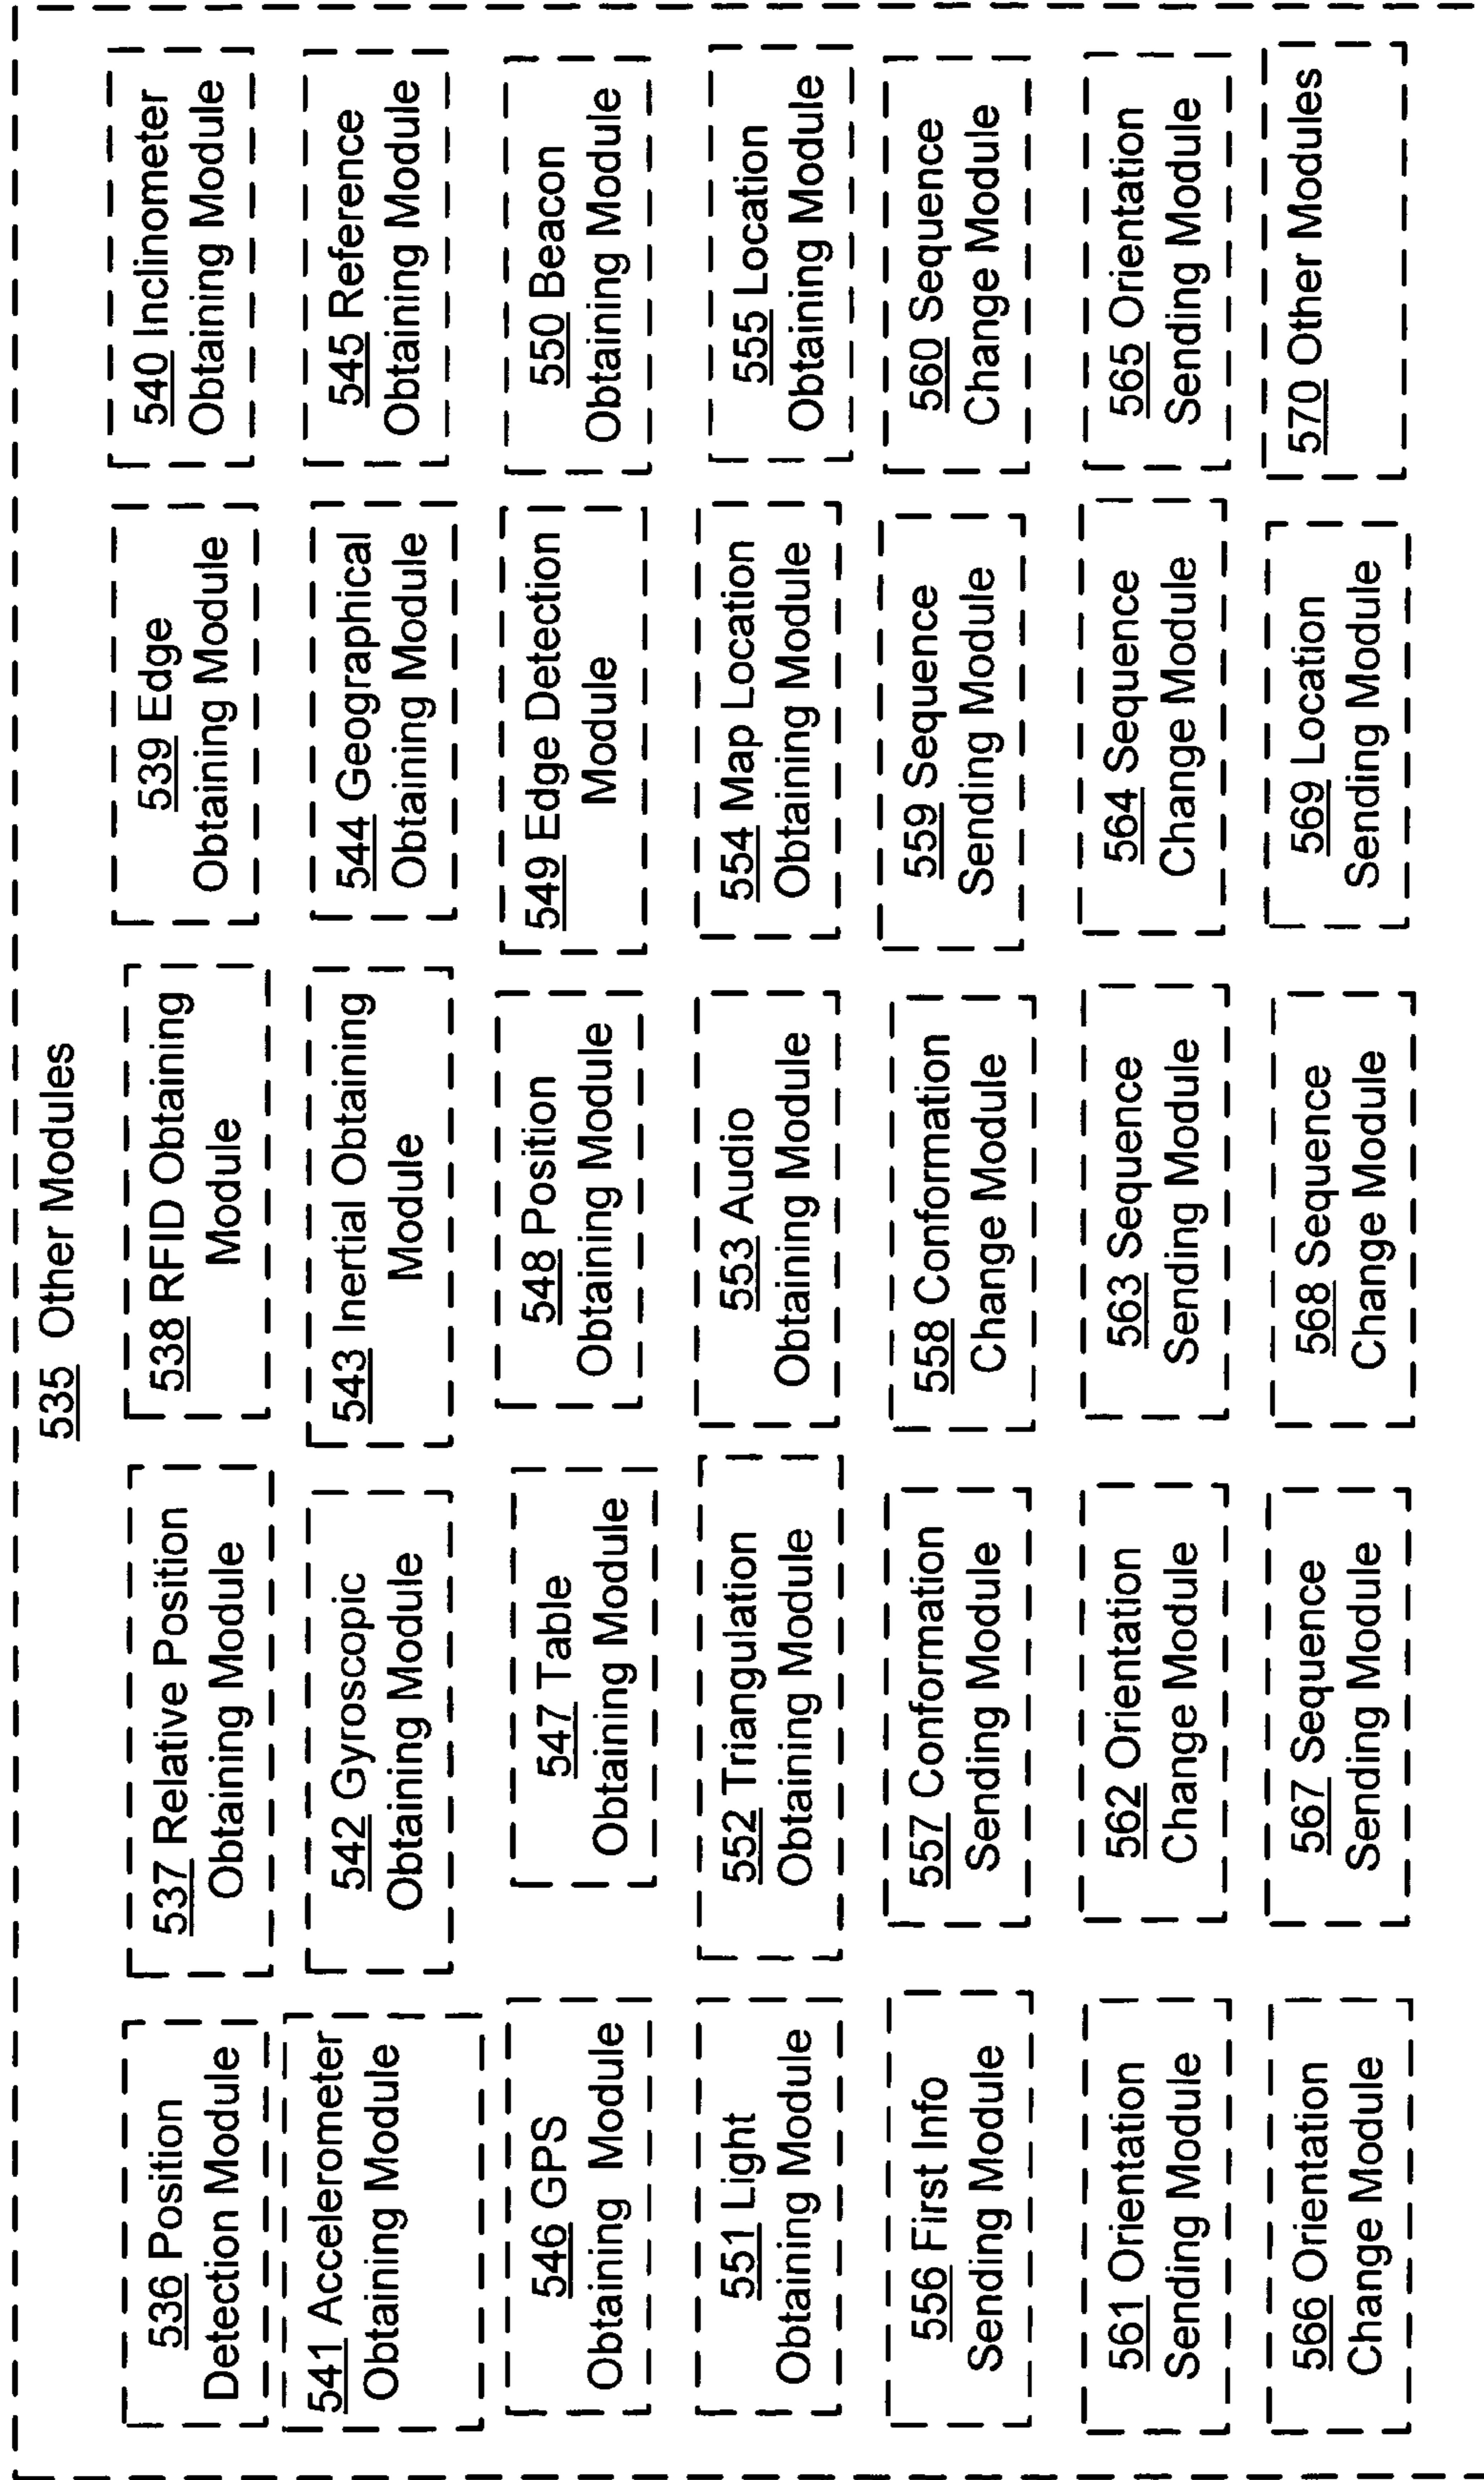 535 Other Modules
536 Position
Detection Module
537 Relative Position
Obtaining Module
538 RFID Obtaining
Module
539 Edge
Obtaining Module
540 Inclinometer
Obtaining Module
541 Accelerometer
Obtaining Module
542 Gyroscopic
Obtaining Module
543 Inertial Obtaining
Module
544 Geographical
Obtaining Module
545 Reference
Obtaining Module
546 GPS
Obtaining Module
547 Table
Obtaining Module
548 Position
Obtaining Module
549 Edge Detection
Module
550 Beacon
Obtaining Module
551 Light
Obtaining Module
552 Triangulation
Obtaining Module
553 Audio
Obtaining Module
554 Map Location
Obtaining Module
555 Location
Obtaining Module
556 First Info
Sending Module
557 Conformation
Sending Module
558 Conformation
Change Module
559 Sequence
Sending Module
560 Sequence
Change Module
561 Orientation
Sending Module
562 Orientation
Change Module
563 Sequence
Sending Module
564 Sequence
Change Module
565 Orientation
Sending Module
566 Orientation
Change Module
567 Sequence
Sending Module
568 Sequence
Change Module
569 Location
Sending Module
570 Other Modules